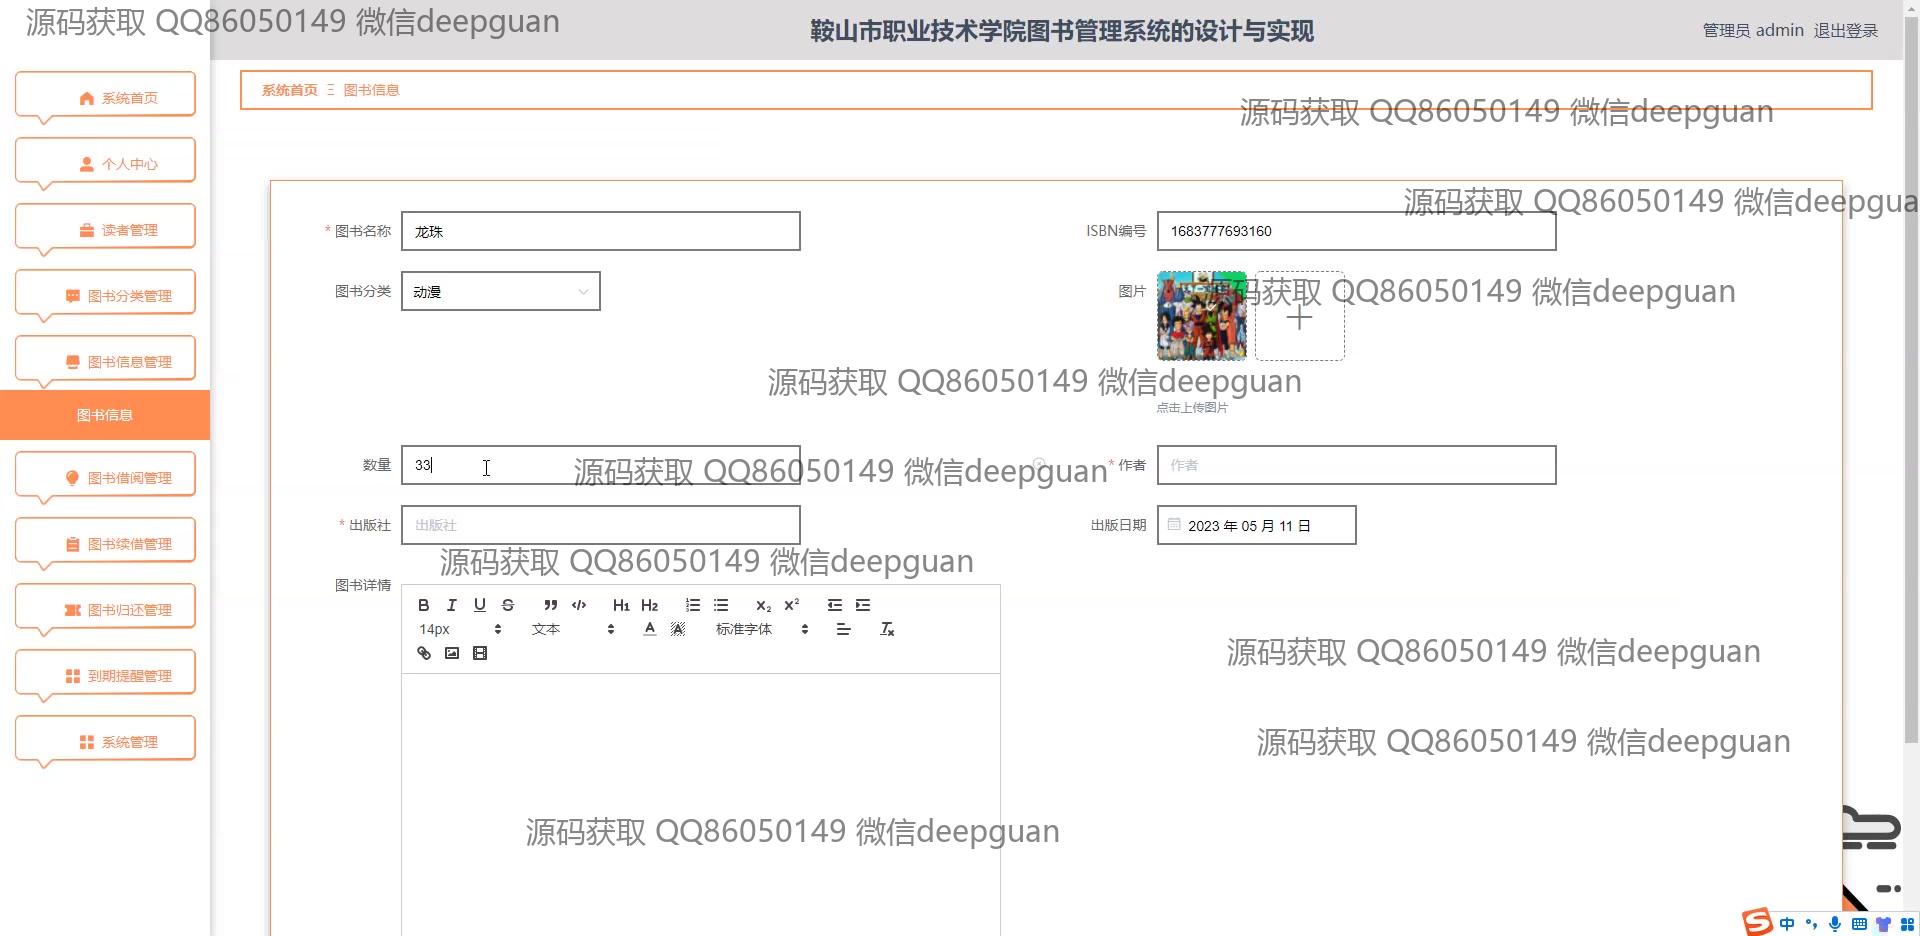 源码获取 QQ86050149 微信deepguan
鞍山市职业技术学院图书管理系统的设计与实现
管理员 admin 退出登录
系统首页 Ξ 图书信息
源码获取 QQ86050149 微信deepguan
系统首页
个人中心
读者管理
图书分类管理
图书信息管理
图书信息
图书借阅管理
图书续借管理
图书归还管理
到期提醒管理
系统管理
源码获取 QQ86050149 微信deepgua
* 图书名称 龙珠
ISBN编号 1683777693160
图书分类 动漫
图片
源码获取 QQ86050149 微信deepguan
源码获取 QQ86050149 微信deepguan
点击上传图片
数量 33
源码获取 QQ86050149 微信deepguan
* 作者 作者
* 出版社 出版社
出版日期 2023 年 05 月 11 日
源码获取 QQ86050149 微信deepguan
图书详情
B I U S H1 H2 X2 X2
14px 文本 A A 标准字体 Tx
源码获取 QQ86050149 微信deepguan
源码获取 QQ86050149 微信deepguan
源码获取 QQ86050149 微信deepguan
S 中